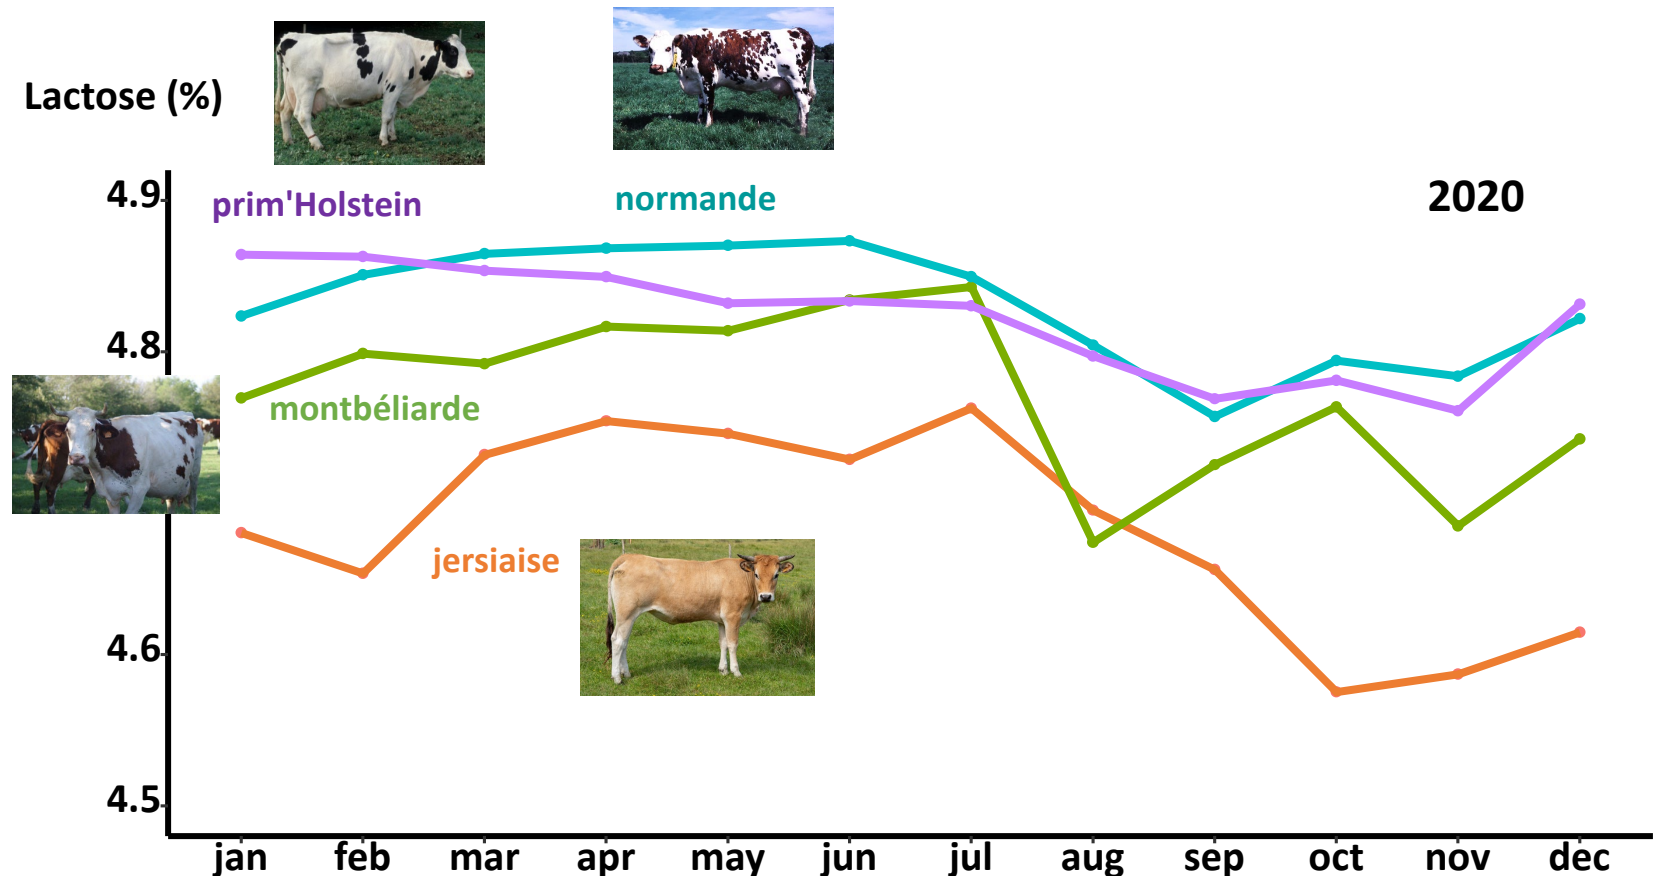 Lactose (%)
4.9
prim'Holstein
normande
2020
4.8
montbéliarde
jersiaise
4.6
4.5
jan feb mar apr may jun jul aug sep oct nov dec